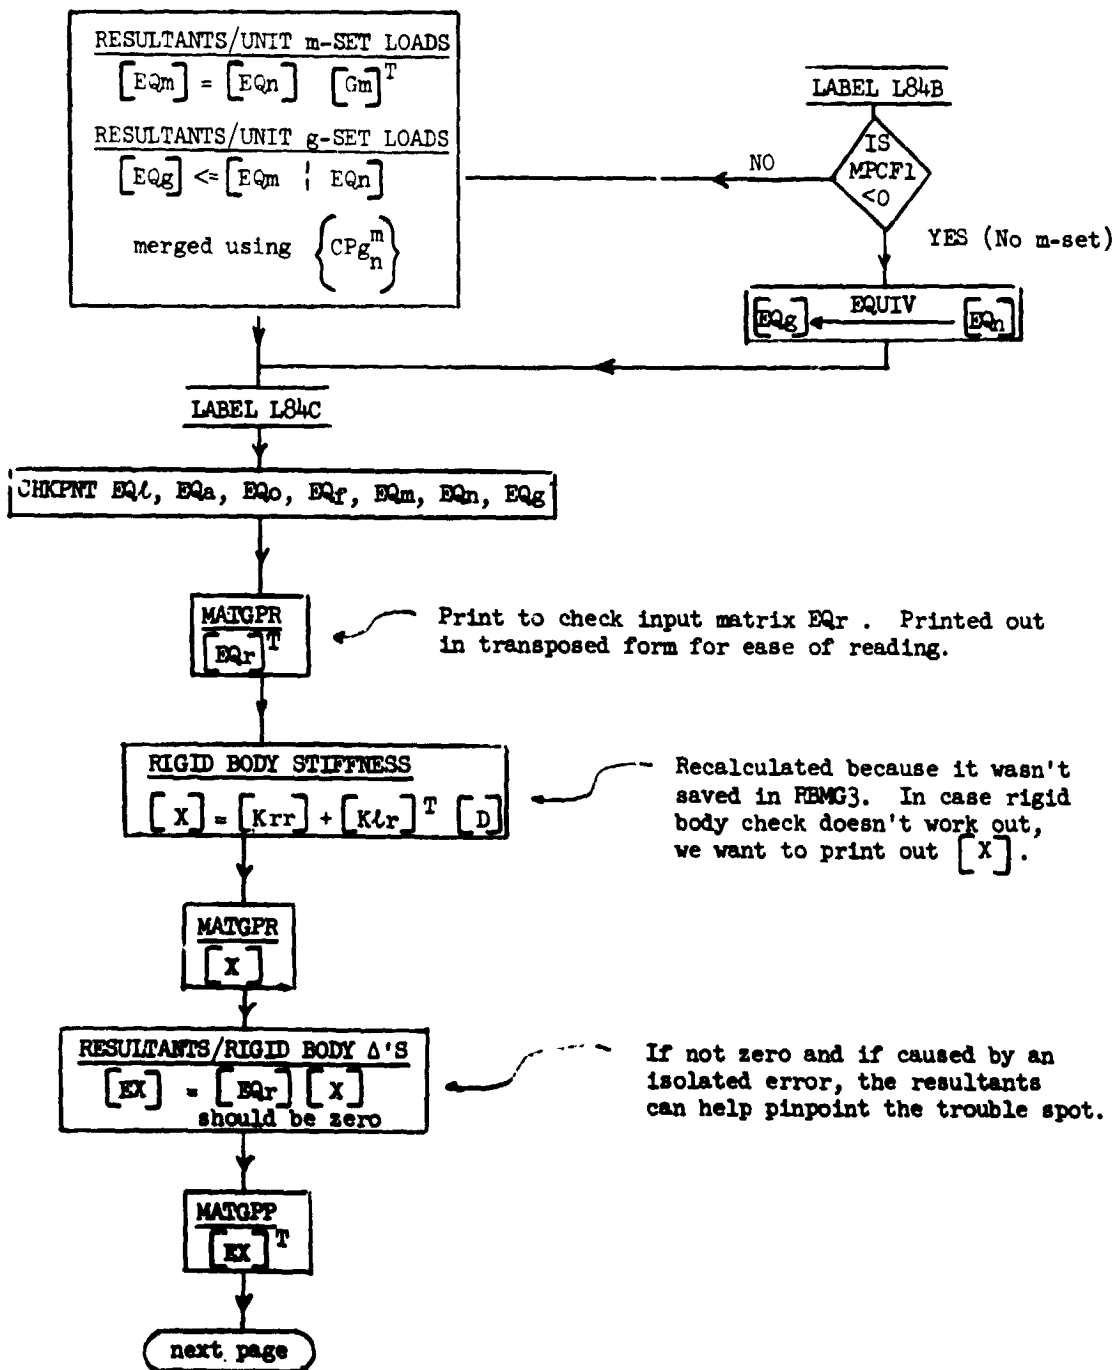 RESULTANTS/UNIT m-SET LOADS
[EQm] = [EQn] [Gm]^T
RESULTANTS/UNIT g-SET LOADS
[EQg] <= [EQm ¦ EQn]
merged using {CPg^m_n}
LABEL L84B
IS
MPCF1
<0
NO
YES (No m-set)
EQUIV
[EQg] [EQn]
LABEL L84C
CHKPNT EQℓ, EQa, EQo, EQf, EQm, EQn, EQg
MATGPR
[EQr]^T
Print to check input matrix EQr . Printed out
in transposed form for ease of reading.
RIGID BODY STIFFNESS
[X] = [Krr] + [Kℓr]^T [D]
Recalculated because it wasn't
saved in RBMG3. In case rigid
body check doesn't work out,
we want to print out [X].
MATGPR
[X]
RESULTANTS/RIGID BODY Δ'S
[EX] = [EQr] [X]
should be zero
If not zero and if caused by an
isolated error, the resultants
can help pinpoint the trouble spot.
MATGPP
[EX]^T
next page